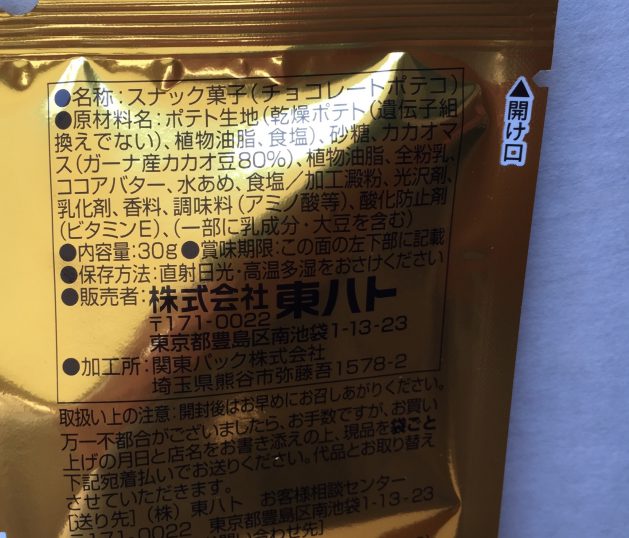 ●名称:スナック菓子(チョコレートポテコ)
●原材料名:ポテト生地(乾燥ポテト(遺伝子組
換えでない)、植物油脂、食塩)、砂糖、カカオマ
ス(ガーナ産カカオ豆80%)、植物油脂、全粉乳、
ココアバター、水あめ、食塩/加工澱粉、光沢剤、
乳化剤、香料、調味料(アミノ酸等)、酸化防止剤
(ビタミンE)、(一部に乳成分・大豆を含む)
●内容量:30g●賞味期限:この面の左下部に記載
●保存方法:直射日光・高温多湿をおさけください
●販売者:株式会社東ハト
〒171-0022
東京都豊島区南池袋1-13-23
●加工所:関東パック株式会社
埼玉県熊谷市弥藤吾1578-2
取扱い上の注意:開封後はお早めにお召しあがりください。
万一不都合がございましたら、お手数ですが、お買い
上げの月日と店名をお書き添えの上、現品を袋ごと
下記宛着払いでお送りください。代品とお取り替え
させていただきます。
[送り先](株)東ハト お客様相談センター
〒171-0022 東京都豊島区南池袋1-13-23
▲開け口